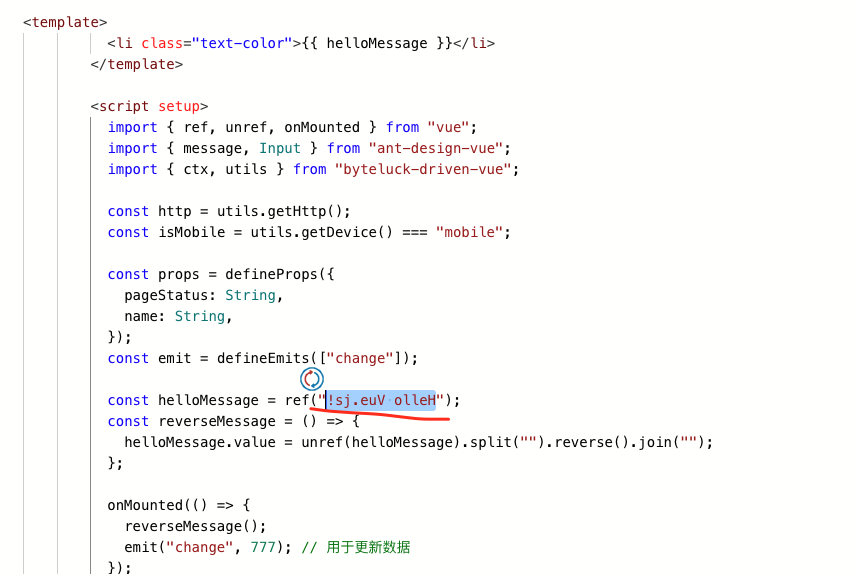 <template>
<li class="text-color">{{ helloMessage }}</li>
</template>
<script setup>
import { ref, unref, onMounted } from "vue";
import { message, Input } from "ant-design-vue";
import { ctx, utils } from "byteluck-driven-vue";
const http = utils.getHttp();
const isMobile = utils.getDevice() === "mobile";
const props = defineProps({
pageStatus: String,
name: String,
});
const emit = defineEmits(["change"]);
const helloMessage = ref("!sj.euV olleH");
const reverseMessage = () => {
helloMessage.value = unref(helloMessage).split("").reverse().join("");
};
onMounted(() => {
reverseMessage();
emit("change", 777); // 用于更新数据
});